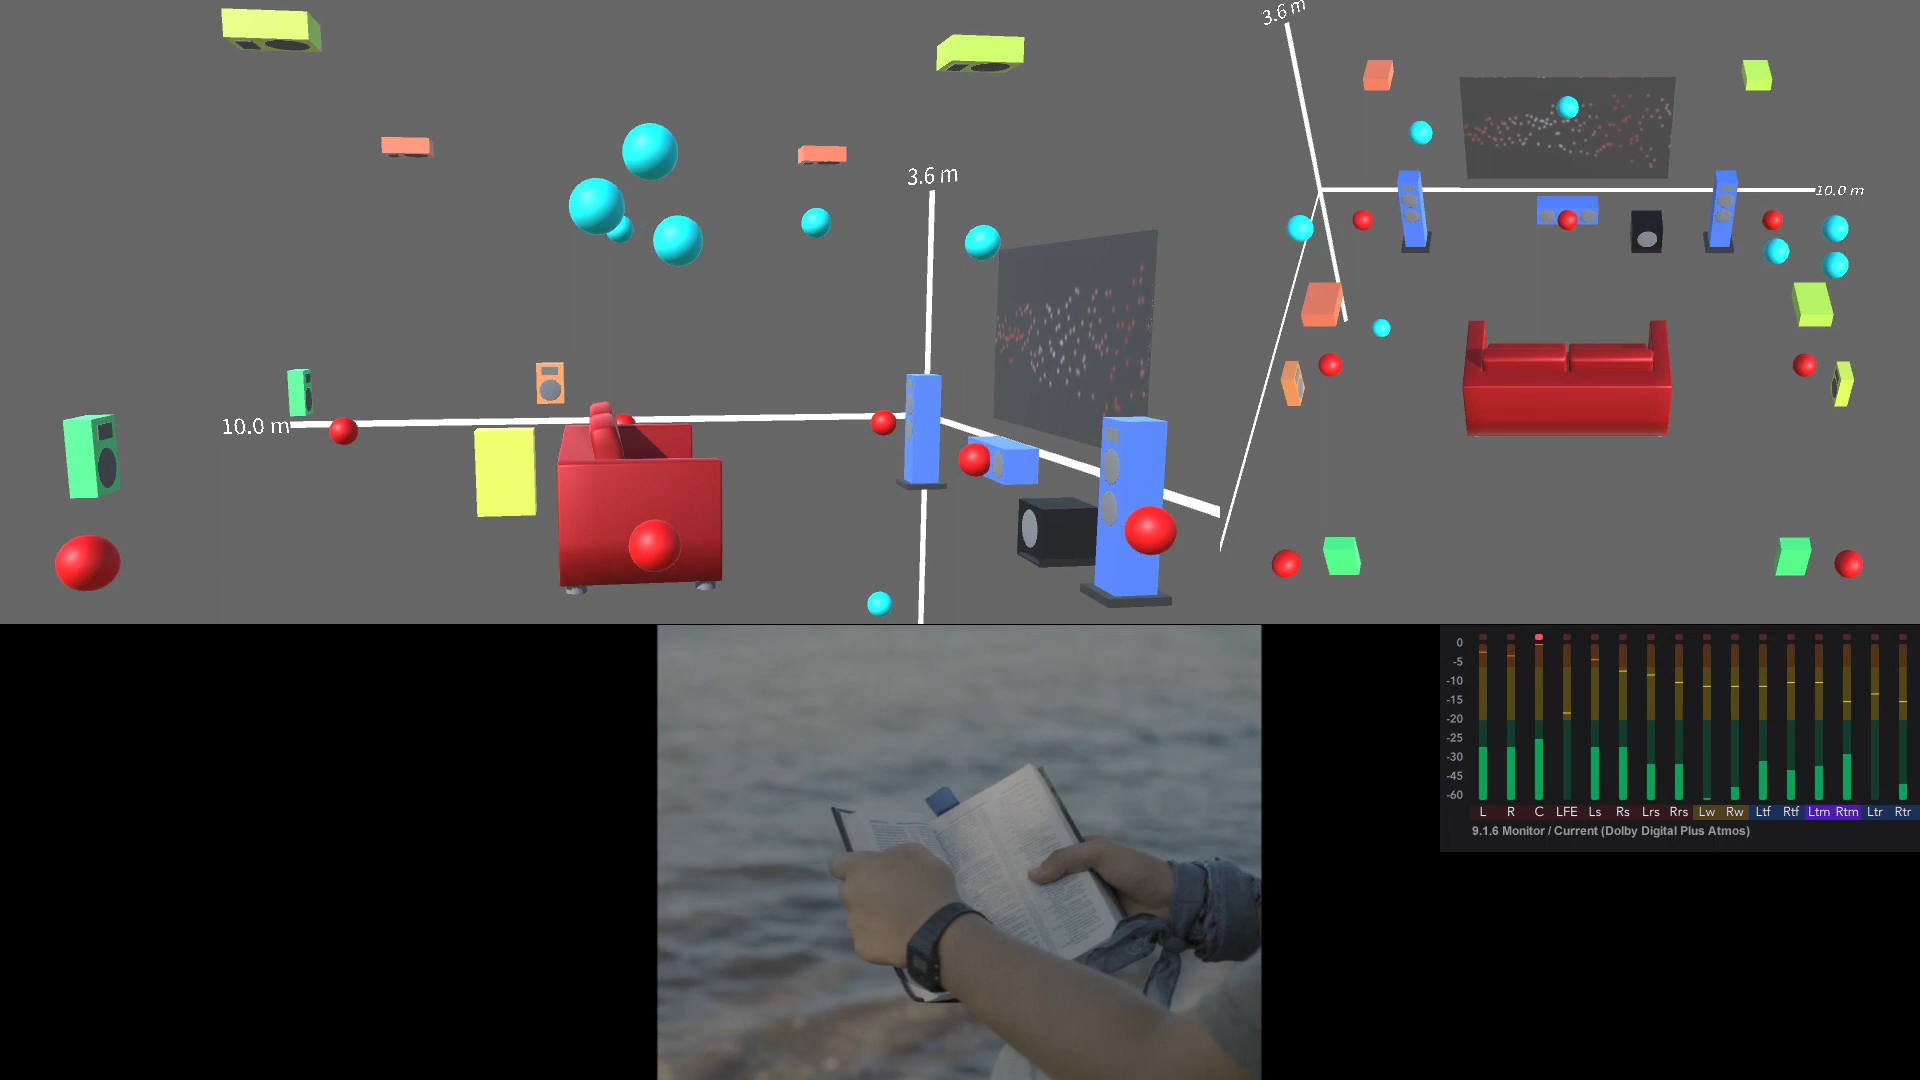 3.6 m
3.6 m
10.0 m
10.0 m
0
-5
-10
-15
-20
-25
-30
-45
-60
L R C LFE Ls Rs Lrs Rrs Lw Rw Ltf Rtf Ltm Rtm Ltr Rtr
9.1.6 Monitor / Current (Dolby Digital Plus Atmos)